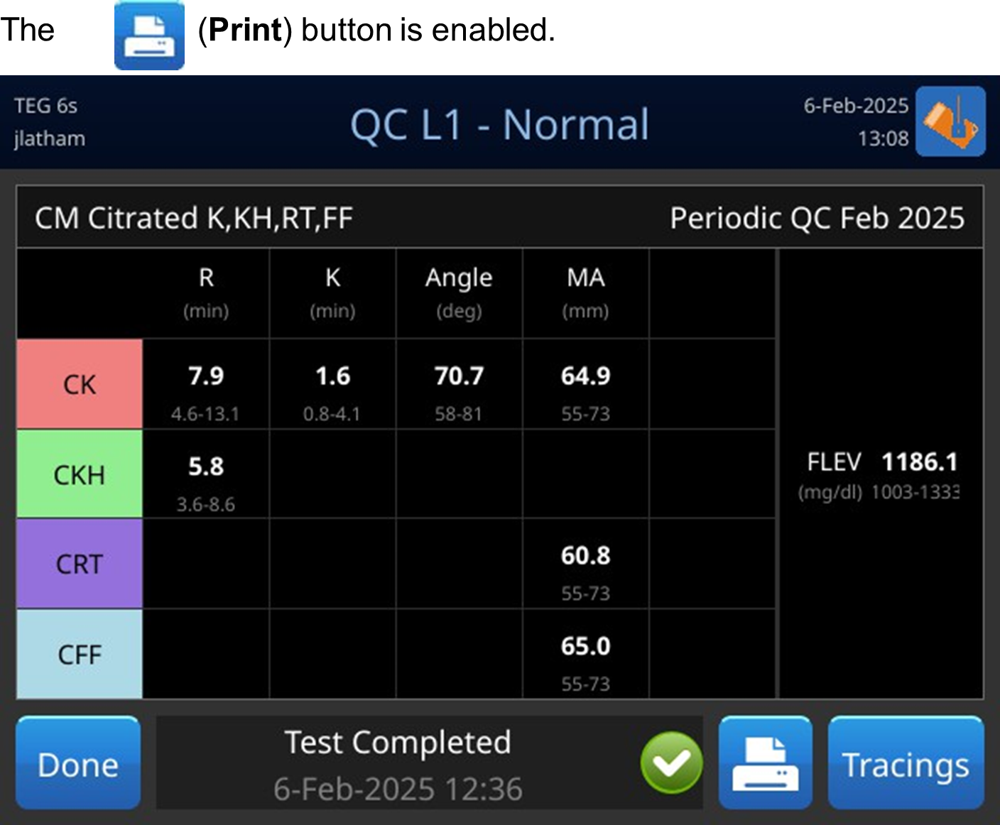 The (Print) button is enabled.
TEG 6s
jlatham
QC L1 - Normal
6-Feb-2025
13:08
CM Citrated K,KH,RT,FF Periodic QC Feb 2025
R K Angle MA
(min) (min) (deg) (mm)
CK 7.9 1.6 70.7 64.9
4.6-13.1 0.8-4.1 58-81 55-73
CKH 5.8
3.6-8.6
FLEV 1186.1
(mg/dl) 1003-1333
CRT 60.8
55-73
CFF 65.0
55-73
Done
Test Completed
6-Feb-2025 12:36
Tracings